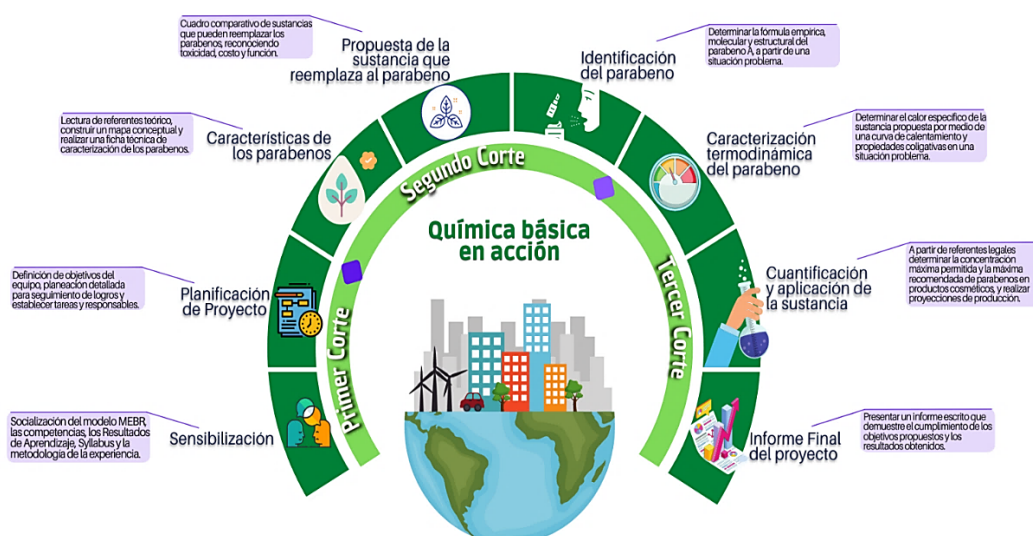 Cuadro comparativo de sustancias
que pueden reemplazar los
parabenos, reconociendo
toxicidad, costo y función.
Propuesta de la
sustancia que
reemplaza al parabeno
Identificación
del parabeno
Determinar la fórmula empírica,
molecular y estructural del
parabeno A, a partir de una
situación problema.
Lectura de referentes teórico,
construir un mapa conceptual y
realizar una ficha técnica de
caracterización de los parabenos.
Características de
los parabenos
Caracterización
termodinámica
del parabeno
Determinar el calor especifico de la
sustancia propuesta por medio de
una curva de calentamiento y
propiedades coligativas en una
situación problema.
Segundo Corte
Química básica
en acción
Definición de objetivos del
equipo, planeación detallada
para seguimiento de logros y
establecer tareas y responsables.
Planificación
de Proyecto
Primer Corte
Tercer Corte
Cuantificación
y aplicación de
la sustancia
A partir de referentes legales
determinar la concentración
máxima permitida y la máxima
recomendada de parabenos en
productos cosméticos, y realizar
proyecciones de producción.
Socialización del modelo MEBR,
las competencias, los Resultados
de Aprendizaje, Syllabus y la
metodología de la experiencia.
Sensibilización
Informe Final
del proyecto
Presentar un informe escrito que
demuestre el cumplimiento de los
objetivos propuestos y los
resultados obtenidos.